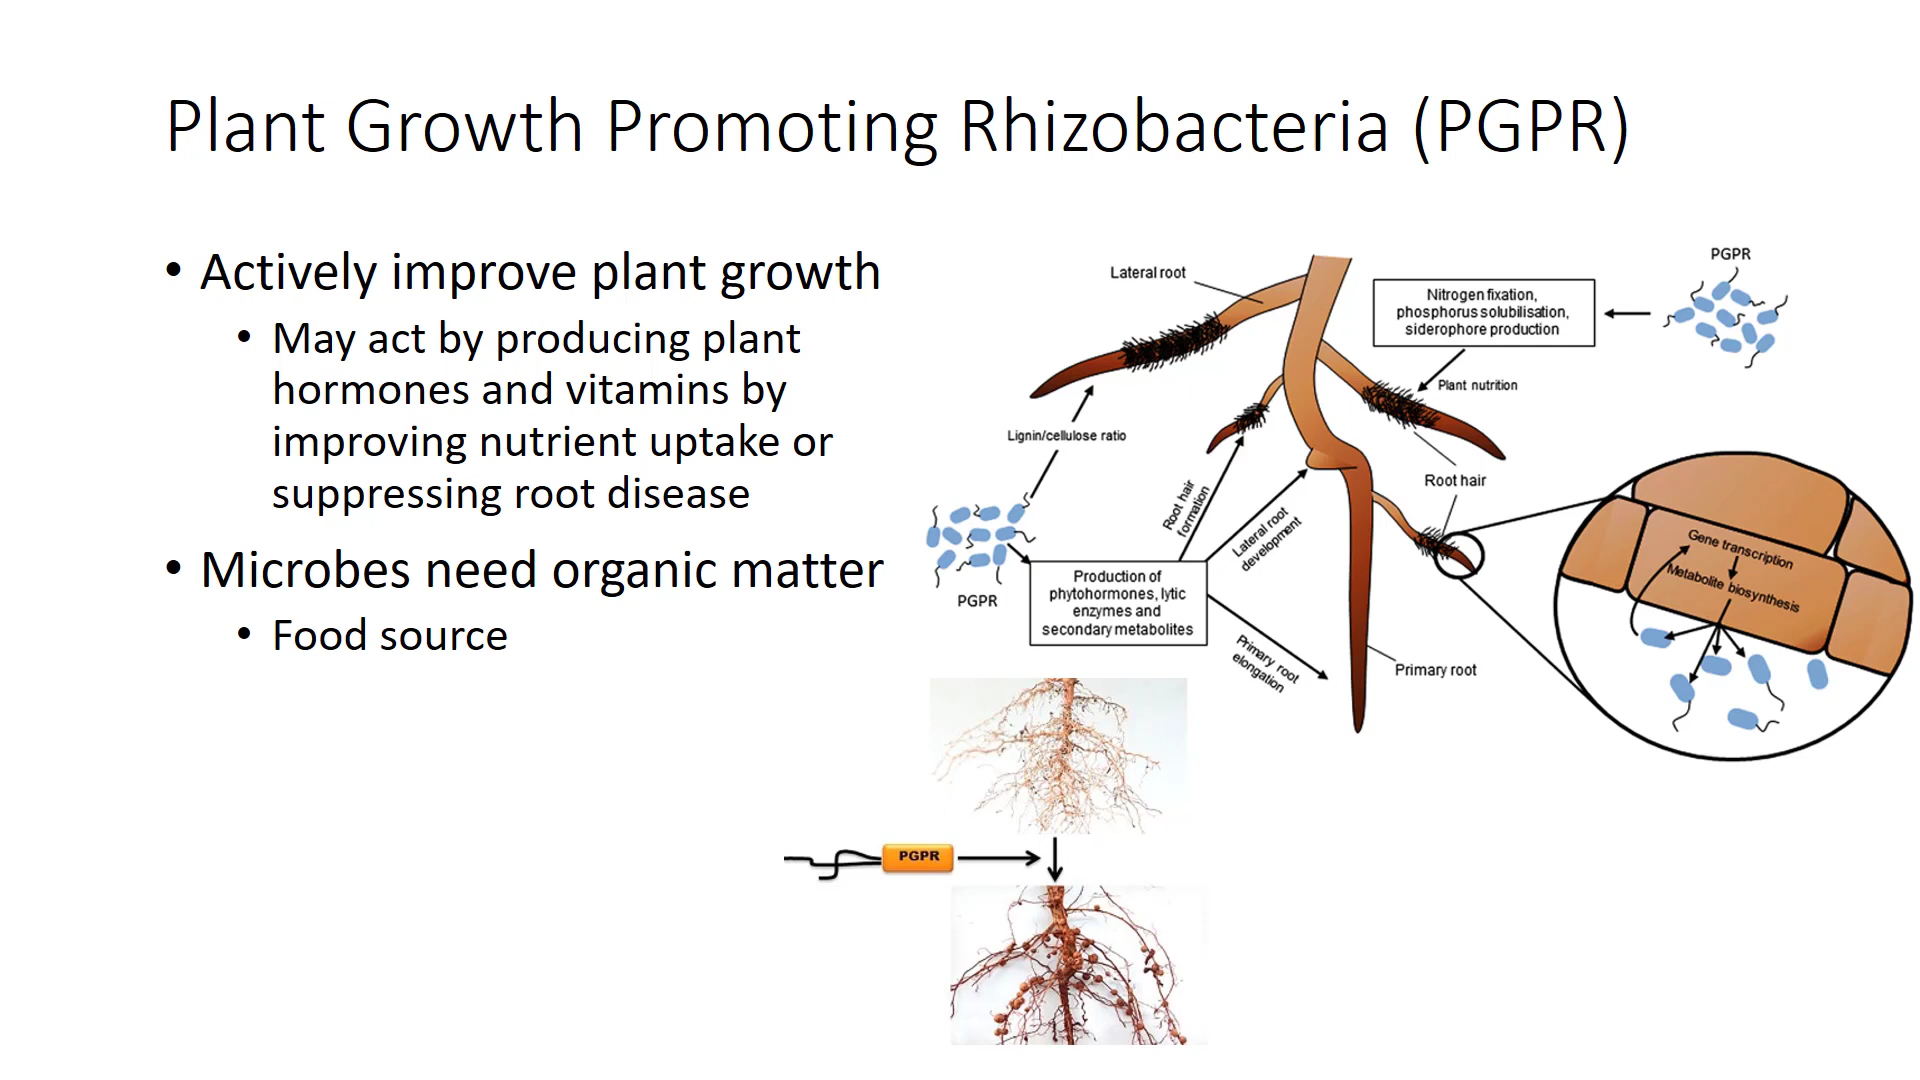 Plant Growth Promoting Rhizobacteria (PGPR)
• Actively improve plant growth
• May act by producing plant
hormones and vitamins by
improving nutrient uptake or
suppressing root disease
• Microbes need organic matter
• Food source
Lateral root
Nitrogen fixation,
phosphorus solubilisation,
siderophore production
PGPR
Plant nutrition
Lignin/cellulose ratio
Root hair
Root hair
formation
Lateral root
development
PGPR
Production of
phytohormones, lytic
enzymes and
secondary metabolites
Primary root
elongation
Primary root
Gene transcription
Metabolite biosynthesis
PGPR